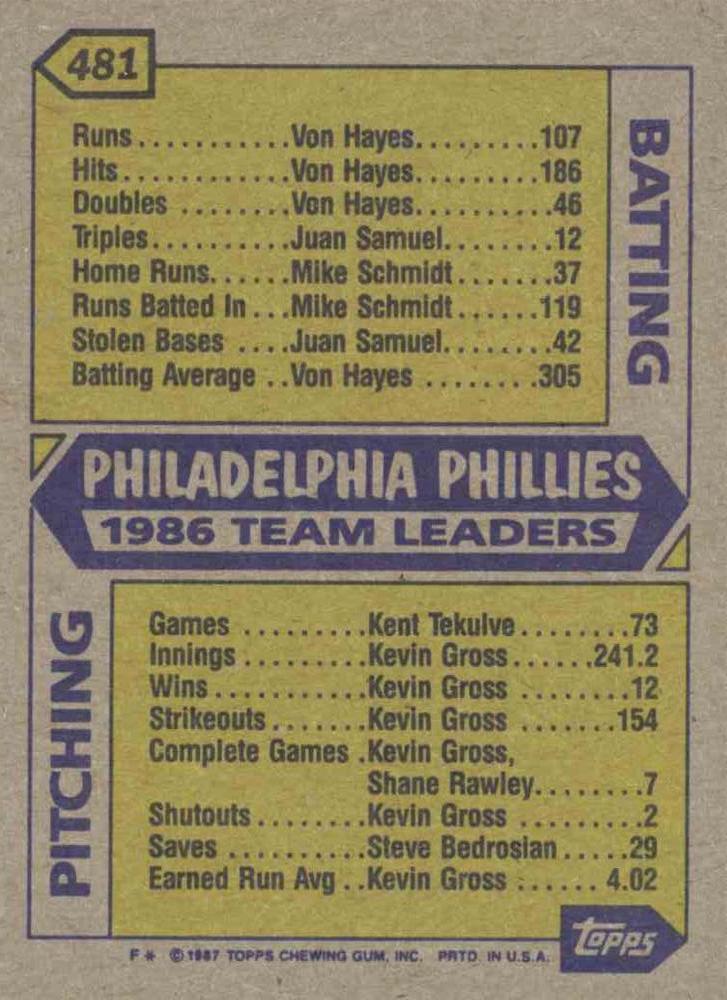 481
Runs...........Von Hayes.........107
Hits............Von Hayes.........186
Doubles ........Von Hayes.........46
Triples..........Juan Samuel........12
Home Runs......Mike Schmidt.......37
Runs Batted In ...Mike Schmidt......119
Stolen Bases ....Juan Samuel........42
Batting Average ..Von Hayes ........305
BATTING
PHILADELPHIA PHILLIES
1986 TEAM LEADERS
PITCHING
Games .........Kent Tekulve........73
Innings .........Kevin Gross......241.2
Wins...........Kevin Gross ........12
Strikeouts.......Kevin Gross .......154
Complete Games .Kevin Gross,
Shane Rawley........7
Shutouts........Kevin Gross .........2
Saves ..........Steve Bedrosian.....29
Earned Run Avg ..Kevin Gross ...... 4.02
topps
F* ©1987 TOPPS CHEWING GUM, INC. PRTD. IN U.S.A.